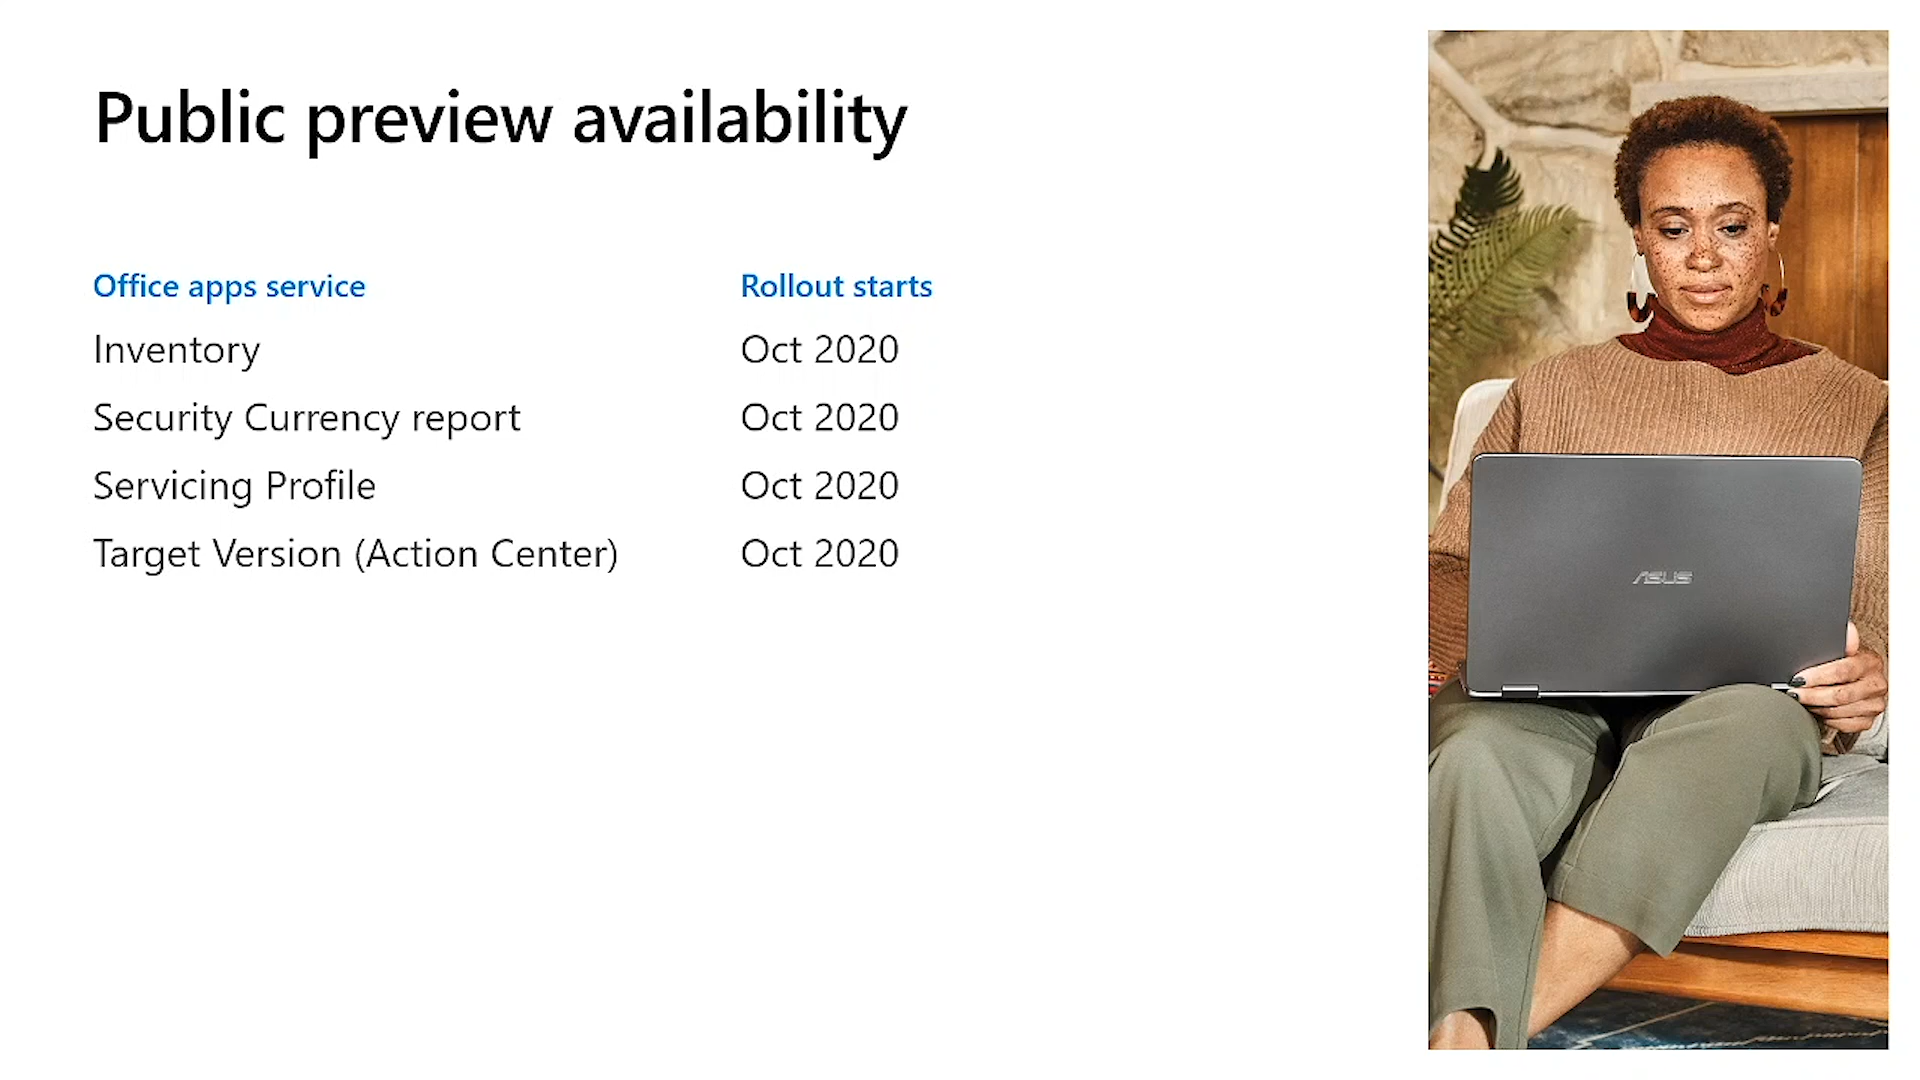 Public preview availability
Office apps service
Rollout starts
Inventory
Oct 2020
Security Currency report
Oct 2020
Servicing Profile
Oct 2020
Target Version (Action Center)
Oct 2020
ASUS